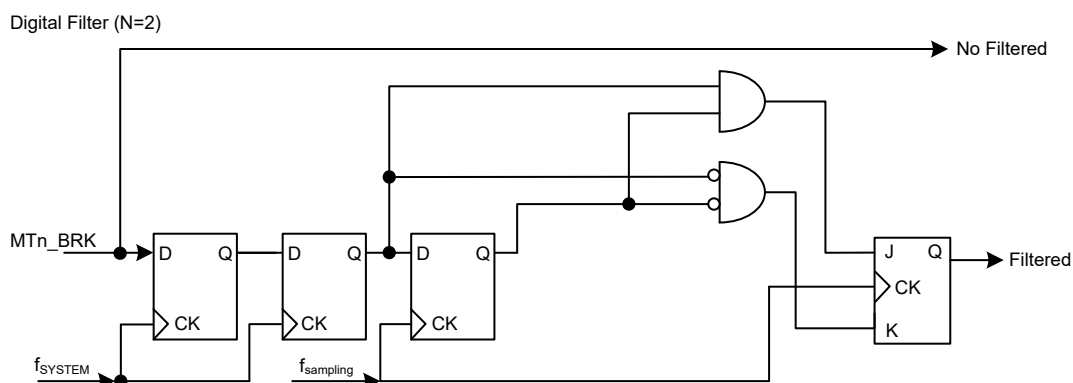 Digital Filter (N=2)
No Filtered
MTn_BRK
D Q
D Q
D Q
J Q
Filtered
CK
CK
CK
CK
K
fSYSTEM
fsampling